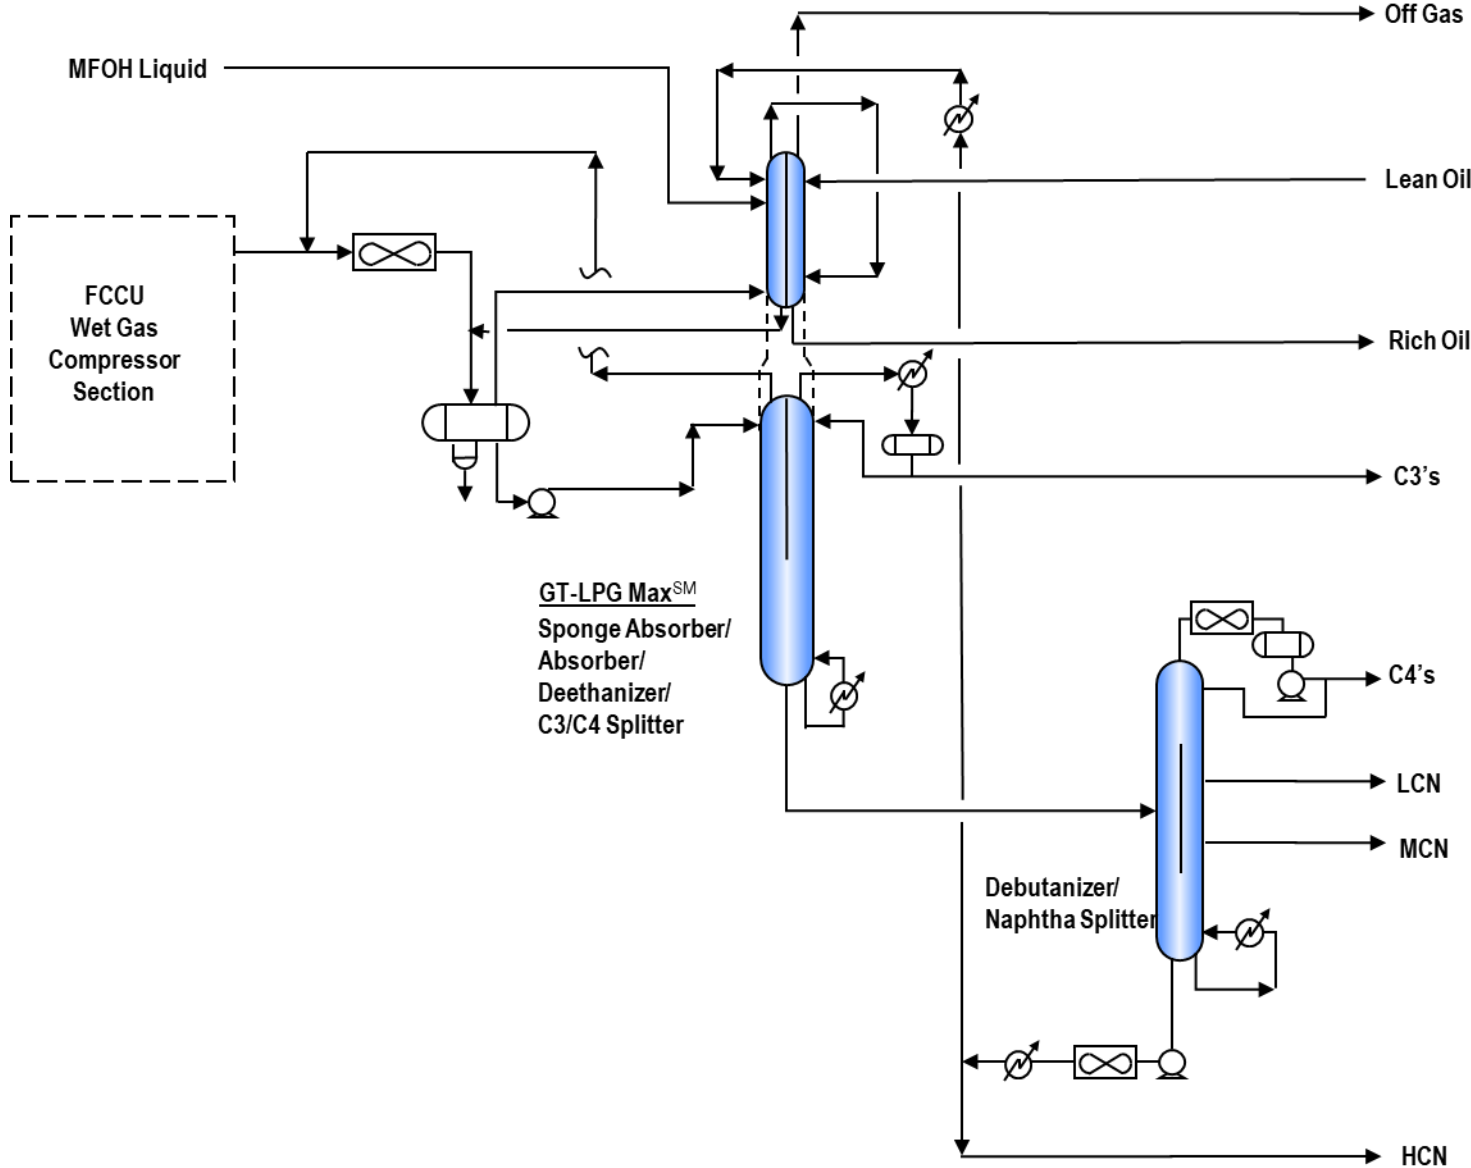 Off Gas
MFOH Liquid
Lean Oil
FCCU
Wet Gas
Compressor
Section
Rich Oil
C3's
GT-LPG Max℠
Sponge Absorber/
Absorber/
Deethanizer/
C3/C4 Splitter
C4's
LCN
MCN
Debutanizer/
Naphtha Splitter
HCN